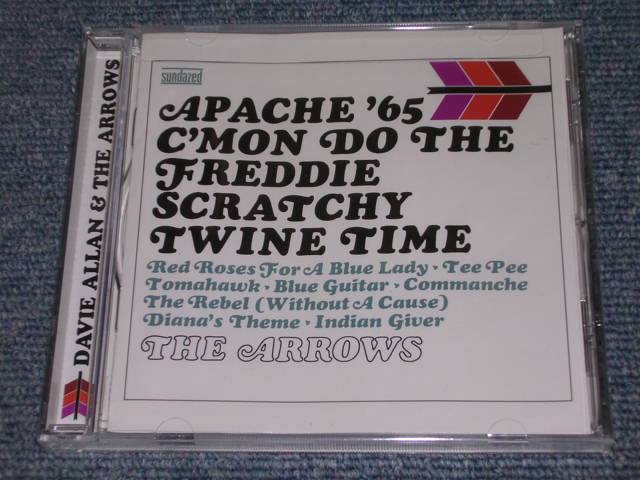 DAVIE ALLAN & THE ARROWS
sundazed
APACHE '65
C'MON DO THE
FREDDIE
SCRATCHY
TWINE TIME
Red Roses For A Blue Lady · Tee Pee
Tomahawk · Blue Guitar · Commanche
The Rebel (Without A Cause)
Diana's Theme · Indian Giver
THE ARROWS